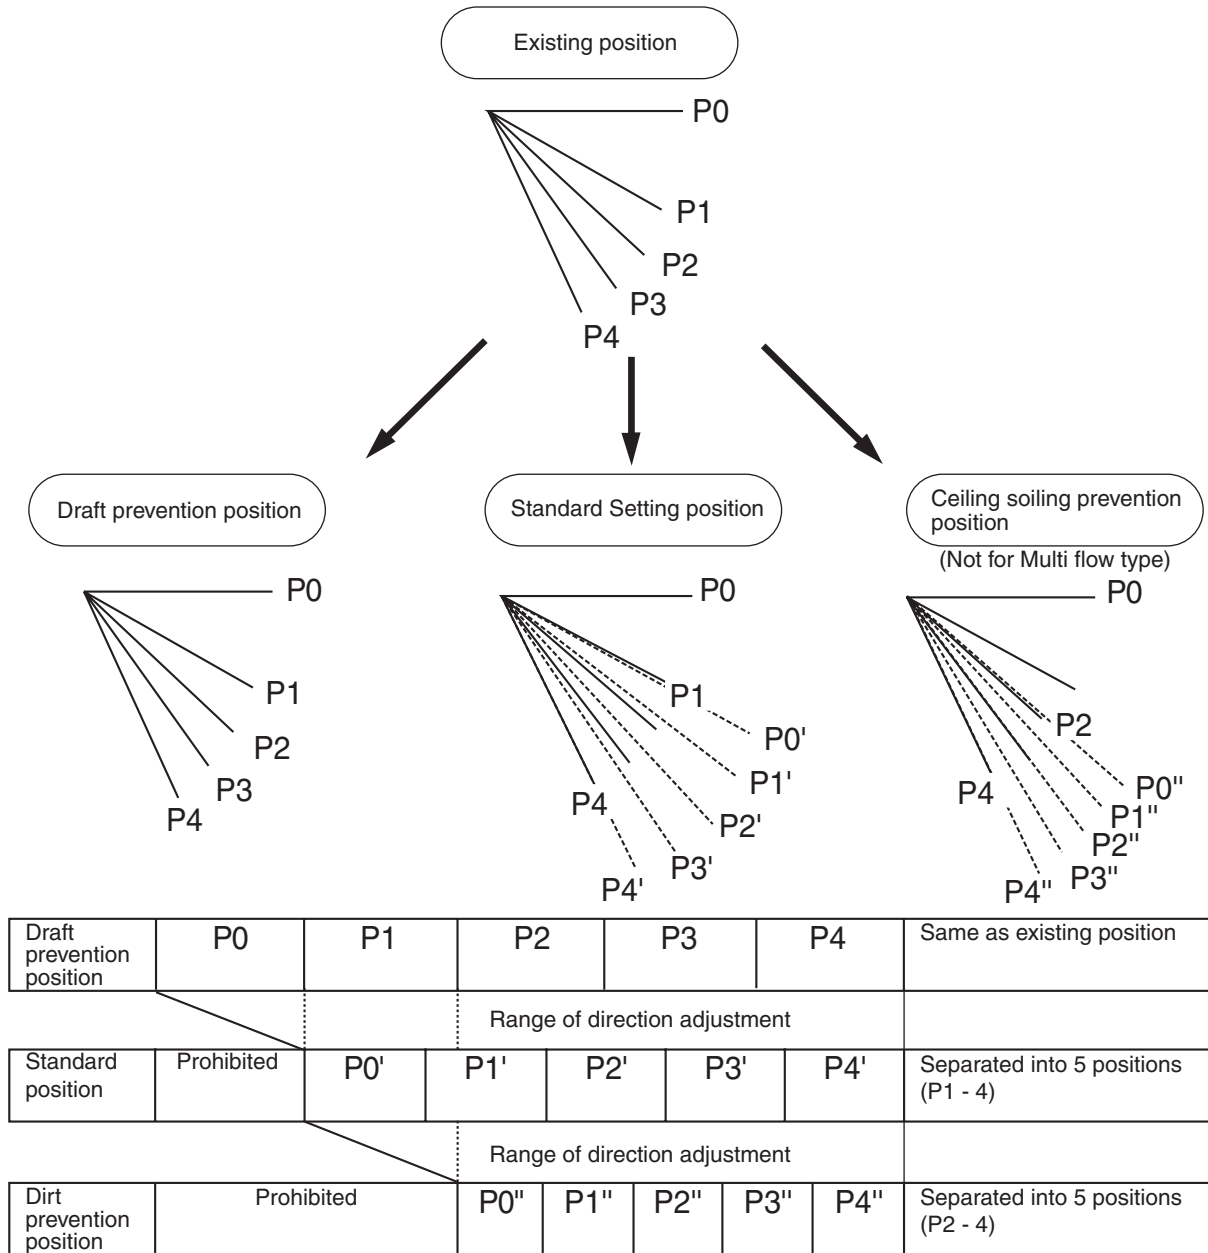 Existing position
P0
P1
P2
P3
P4
Draft prevention position
P0
P1
P2
P3
P4
Standard Setting position
P0
P1
P0'
P1'
P2'
P3'
P4
P4'
Ceiling soiling prevention
position
(Not for Multi flow type)
P0
P2
P0"
P1"
P2"
P3"
P4
P4"
Draft
prevention
position
P0
P1
P2
P3
P4
Same as existing position
Range of direction adjustment
Standard
position
Prohibited
P0'
P1'
P2'
P3'
P4'
Separated into 5 positions
(P1 - 4)
Range of direction adjustment
Dirt
prevention
position
Prohibited
P0"
P1"
P2"
P3"
P4"
Separated into 5 positions
(P2 - 4)